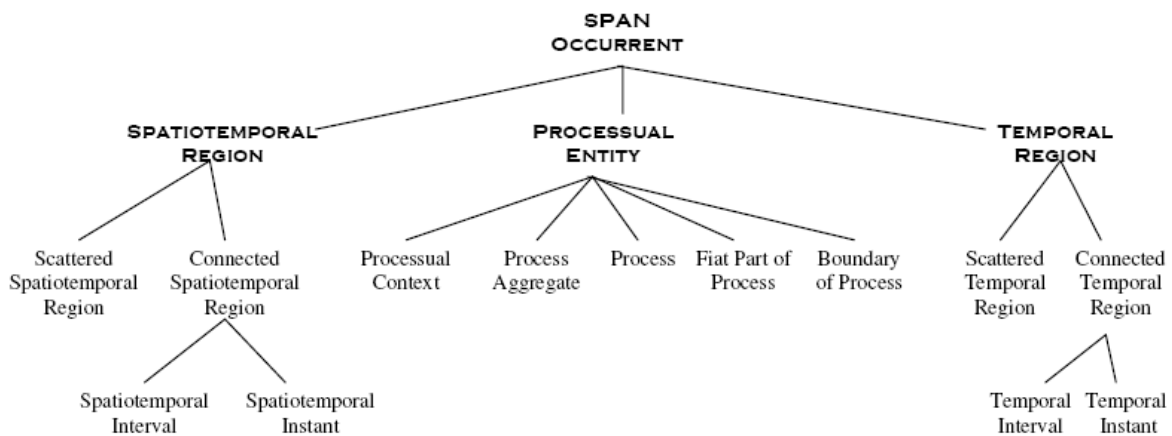 SPAN
OCCURRENT
SPATIOTEMPORAL
REGION
PROCESSUAL
ENTITY
TEMPORAL
REGION
Scattered
Spatiotemporal
Region
Connected
Spatiotemporal
Region
Processual
Context
Process
Aggregate
Process
Fiat Part of
Process
Boundary
of Process
Scattered
Temporal
Region
Connected
Temporal
Region
Spatiotemporal
Interval
Spatiotemporal
Instant
Temporal
Interval
Temporal
Instant